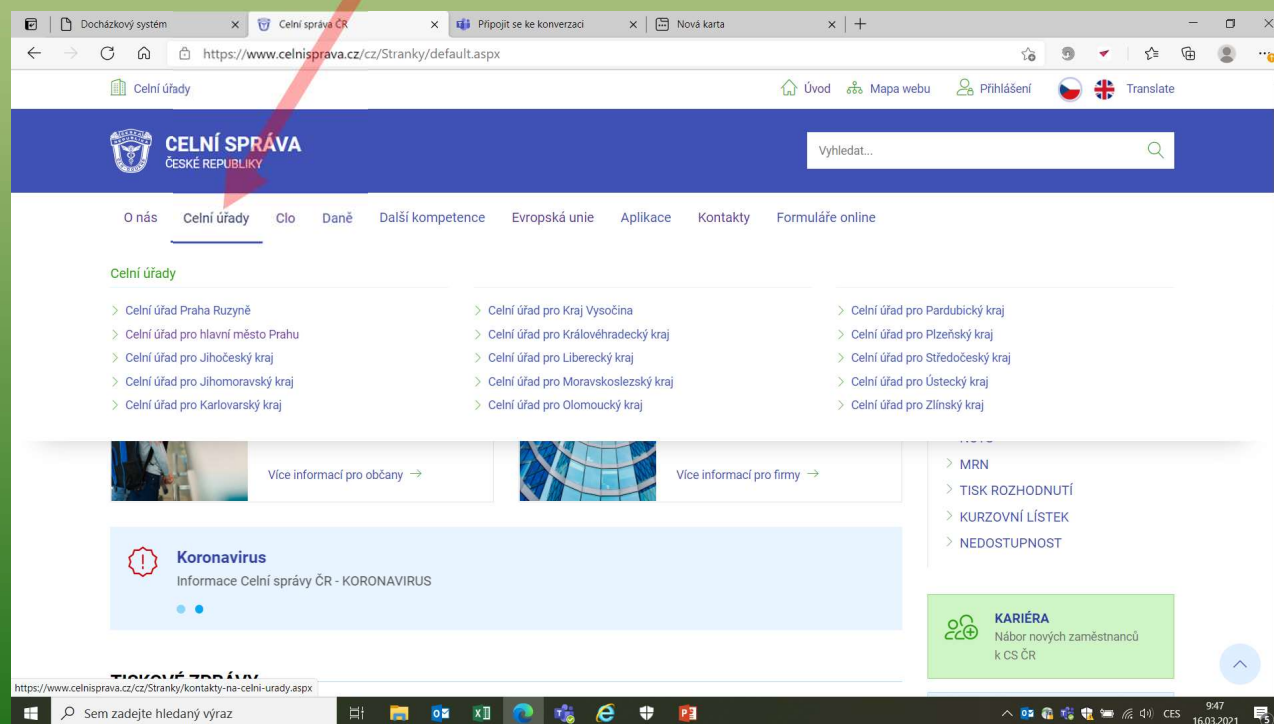 Docházkový systém
Celní správa ČR
Připojit se ke konverzaci
Nová karta
https://www.celnisprava.cz/cz/Stranky/default.aspx
Celní úřady
Úvod
Mapa webu
Přihlášení
Translate
CELNÍ SPRÁVA
ČESKÉ REPUBLIKY
Vyhledat...
O nás
Celní úřady
Clo
Daně
Další kompetence
Evropská unie
Aplikace
Kontakty
Formuláře online
Celní úřady
Celní úřad Praha Ruzyně
Celní úřad pro hlavní město Prahu
Celní úřad pro Jihočeský kraj
Celní úřad pro Jihomoravský kraj
Celní úřad pro Karlovarský kraj
Celní úřad pro Kraj Vysočina
Celní úřad pro Královéhradecký kraj
Celní úřad pro Liberecký kraj
Celní úřad pro Moravskoslezský kraj
Celní úřad pro Olomoucký kraj
Celní úřad pro Pardubický kraj
Celní úřad pro Plzeňský kraj
Celní úřad pro Středočeský kraj
Celní úřad pro Ústecký kraj
Celní úřad pro Zlínský kraj
Více informací pro občany
Více informací pro firmy
MRN
TISK ROZHODNUTÍ
KURZOVNÍ LÍSTEK
NEDOSTUPNOST
Koronavirus
Informace Celní správy ČR - KORONAVIRUS
KARIÉRA
Nábor nových zaměstnanců
k CS ČR
TISKOVÉ ZPRÁVY
https://www.celnisprava.cz/cz/Stranky/kontakty-na-celni-urady.aspx
Sem zadejte hledaný výraz
CES
9:47
16.03.2021